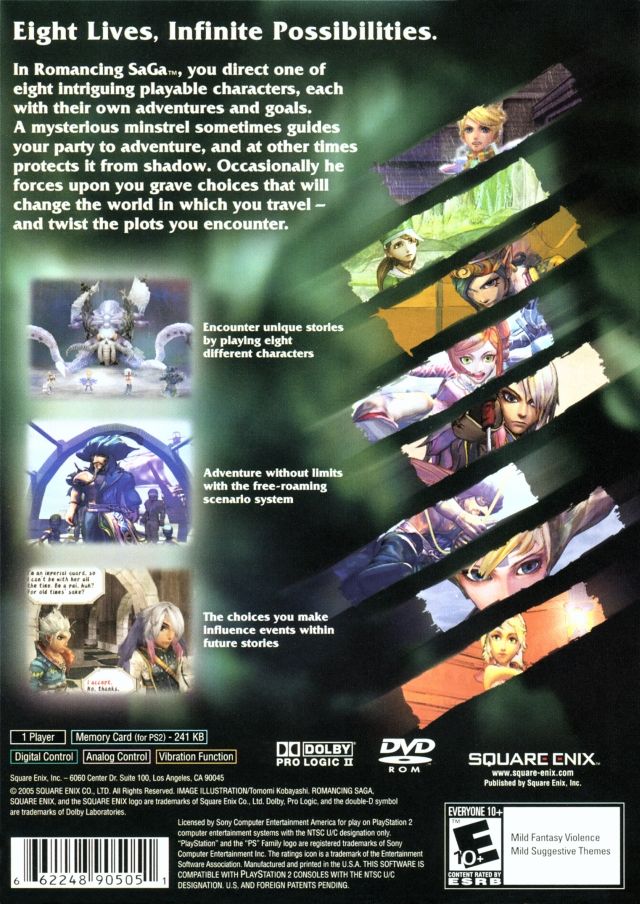 Eight Lives, Infinite Possibilities.
In Romancing SaGa™, you direct one of
eight intriguing playable characters, each
with their own adventures and goals.
A mysterious minstrel sometimes guides
your party to adventure, and at other times
protects it from shadow. Occasionally he
forces upon you grave choices that will
change the world in which you travel –
and twist the plots you encounter.
Encounter unique stories
by playing eight
different characters
Adventure without limits
with the free-roaming
scenario system
m an imperial guard, so
can't be with her all
the time. Do a pal, huh?
For old times' sake?
I accept.
No, thanks.
The choices you make
influence events within
future stories
1 Player
Memory Card (for PS2) - 241 KB
Digital Control
Analog Control
Vibration Function
DOLBY
PRO LOGIC II
DVD
ROM
SQUARE ENIX™
www.square-enix.com
Published by Square Enix, Inc.
Square Enix, Inc. – 6060 Center Dr. Suite 100, Los Angeles, CA 90045
© 2005 SQUARE ENIX CO., LTD. All Rights Reserved. IMAGE ILLUSTRATION/Tomomi Kobayashi. ROMANCING SAGA,
SQUARE ENIX, and the SQUARE ENIX logo are trademarks of Square Enix Co., Ltd. Dolby, Pro Logic, and the double-D symbol
are trademarks of Dolby Laboratories.
Licensed by Sony Computer Entertainment America for play on PlayStation 2
computer entertainment systems with the NTSC U/C designation only.
"PlayStation" and the "PS" Family logo are registered trademarks of Sony
Computer Entertainment Inc. The ratings icon is a trademark of the Entertainment
Software Association. Manufactured and printed in the U.S.A. THIS SOFTWARE IS
COMPATIBLE WITH PLAYSTATION 2 CONSOLES WITH THE NTSC U/C
DESIGNATION. U.S. AND FOREIGN PATENTS PENDING.
6 62248 90505 1
EVERYONE 10+
E
10+
™
CONTENT RATED BY
ESRB
Mild Fantasy Violence
Mild Suggestive Themes